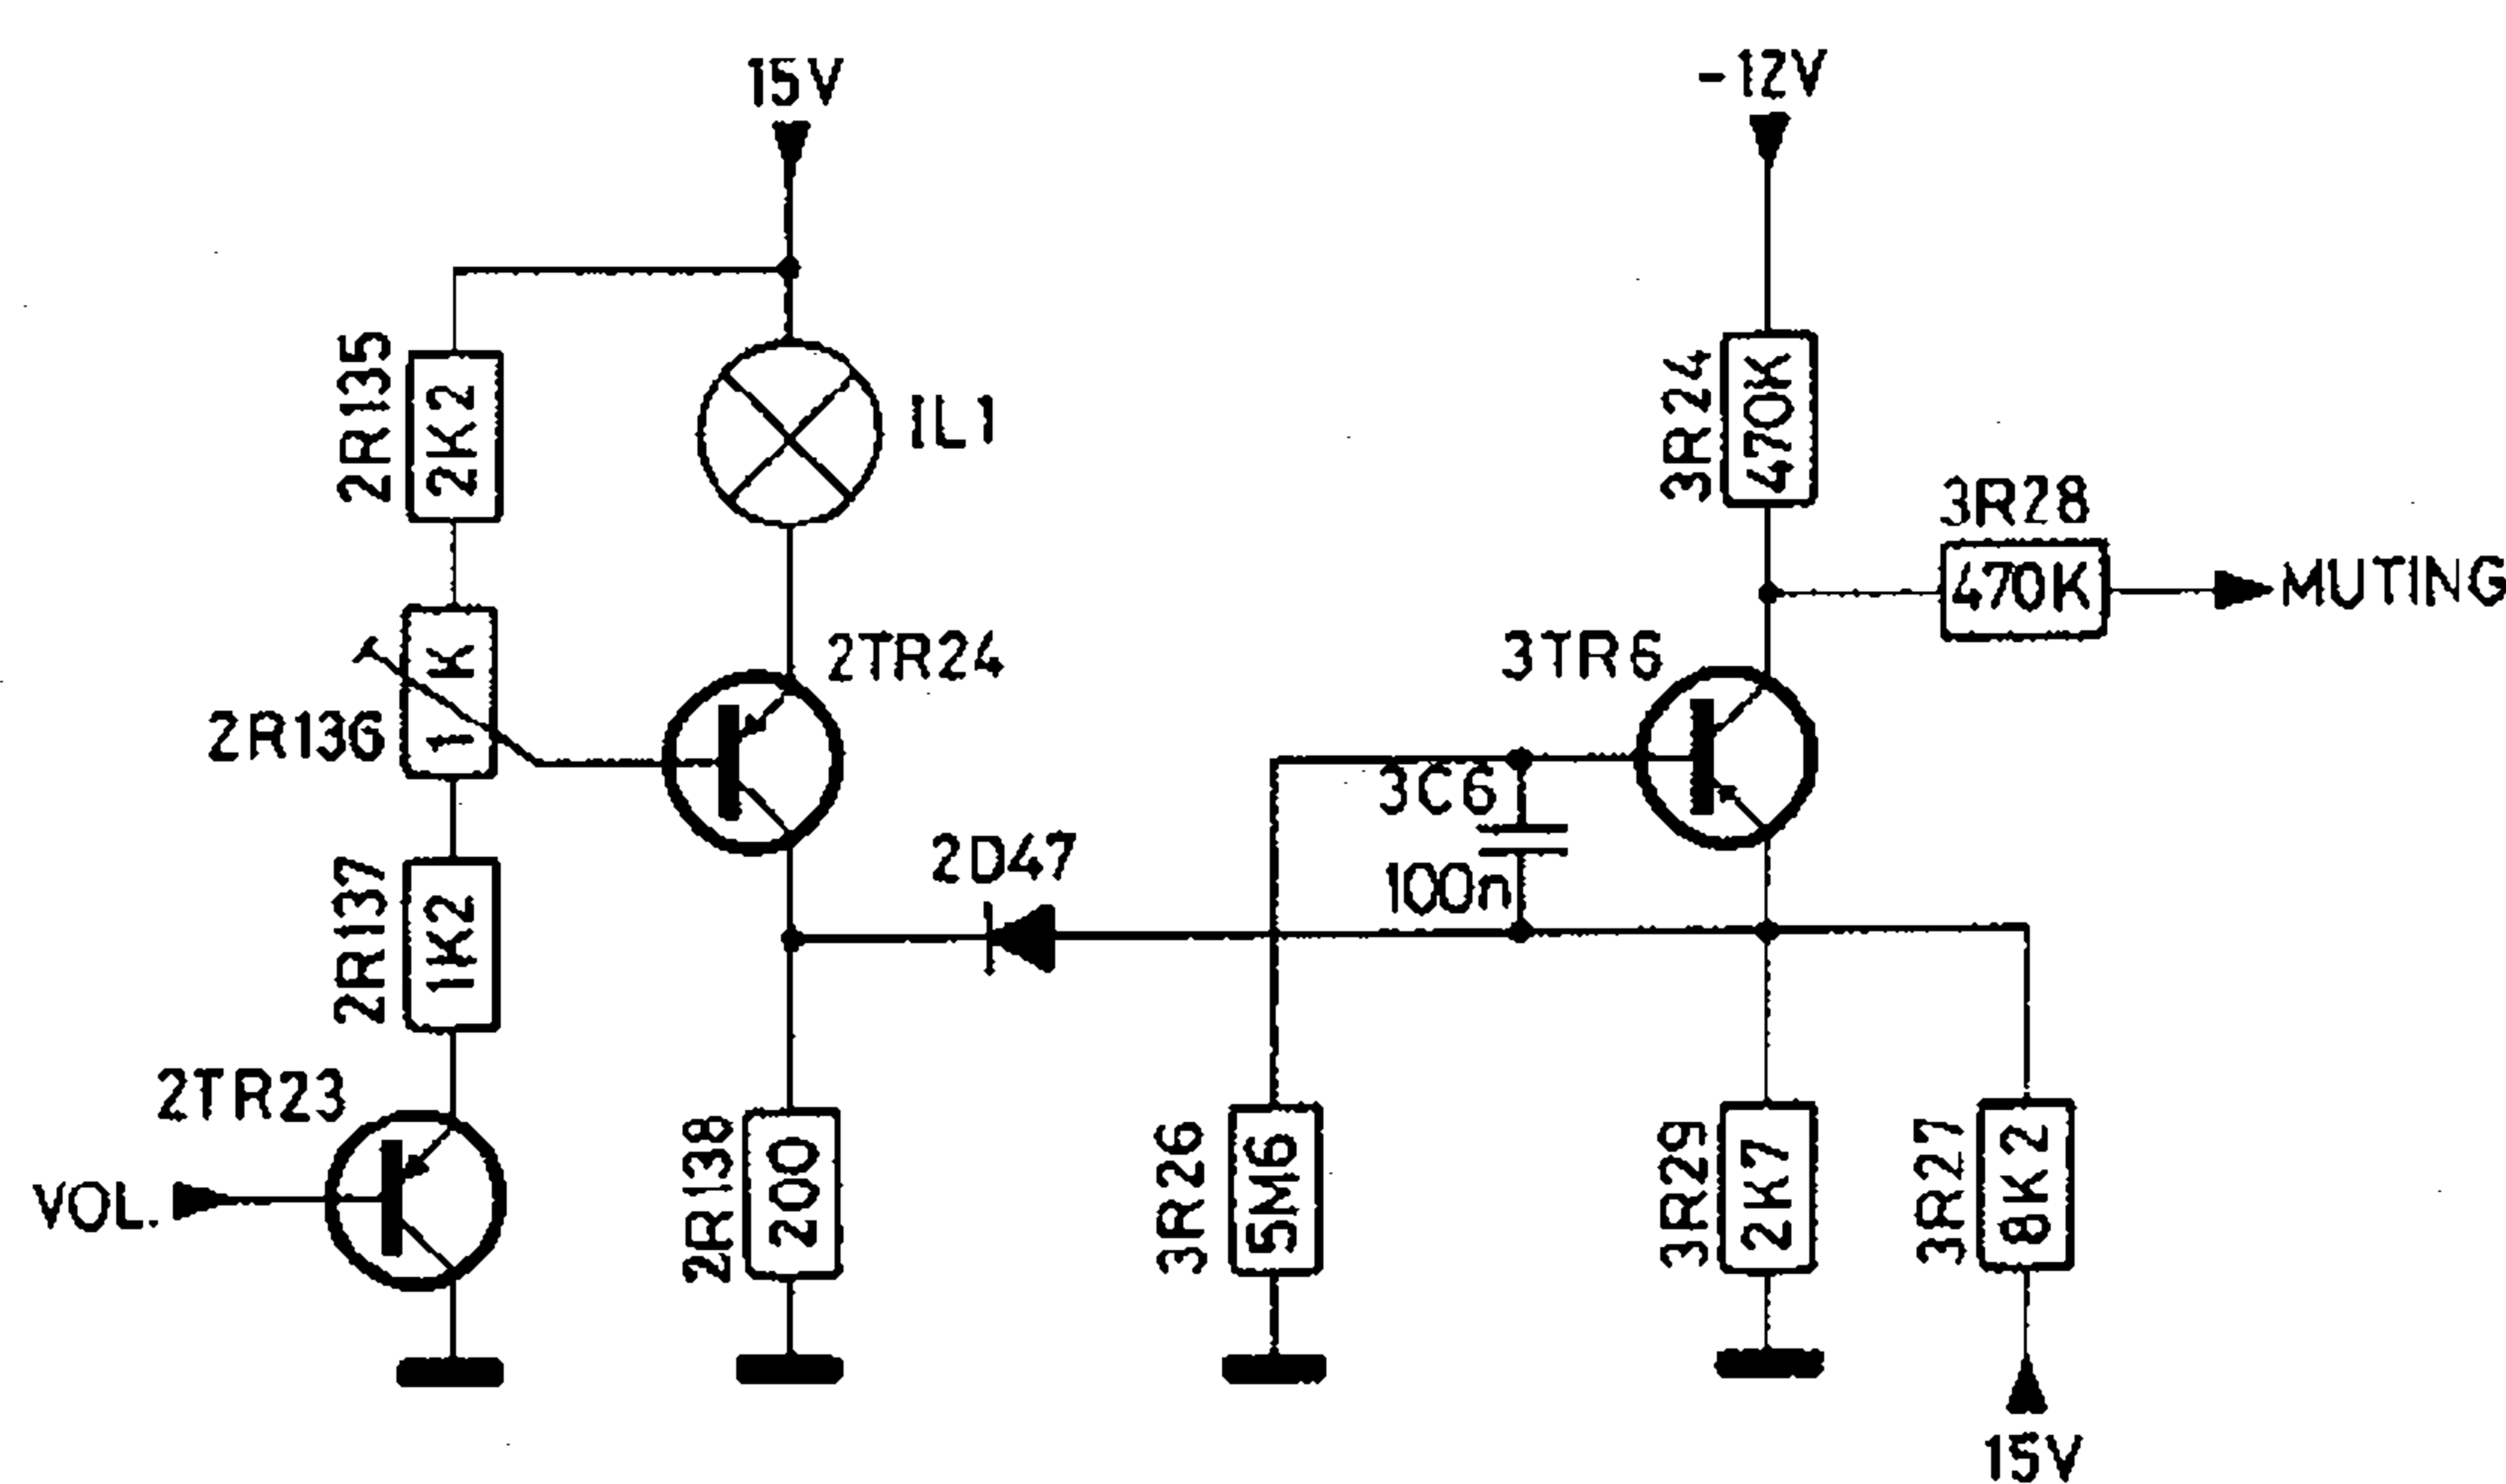 15V
-12V
2R135
2K2
IL1
3R24
470K
3R28
470K
MUTING
1K
2R136
2TR24
3TR6
3C6
100n
2D47
2R137
1K2
2TR23
VOL.
2R138
200
3R26
5M6
3R29
2K7
3R27
8K2
15V